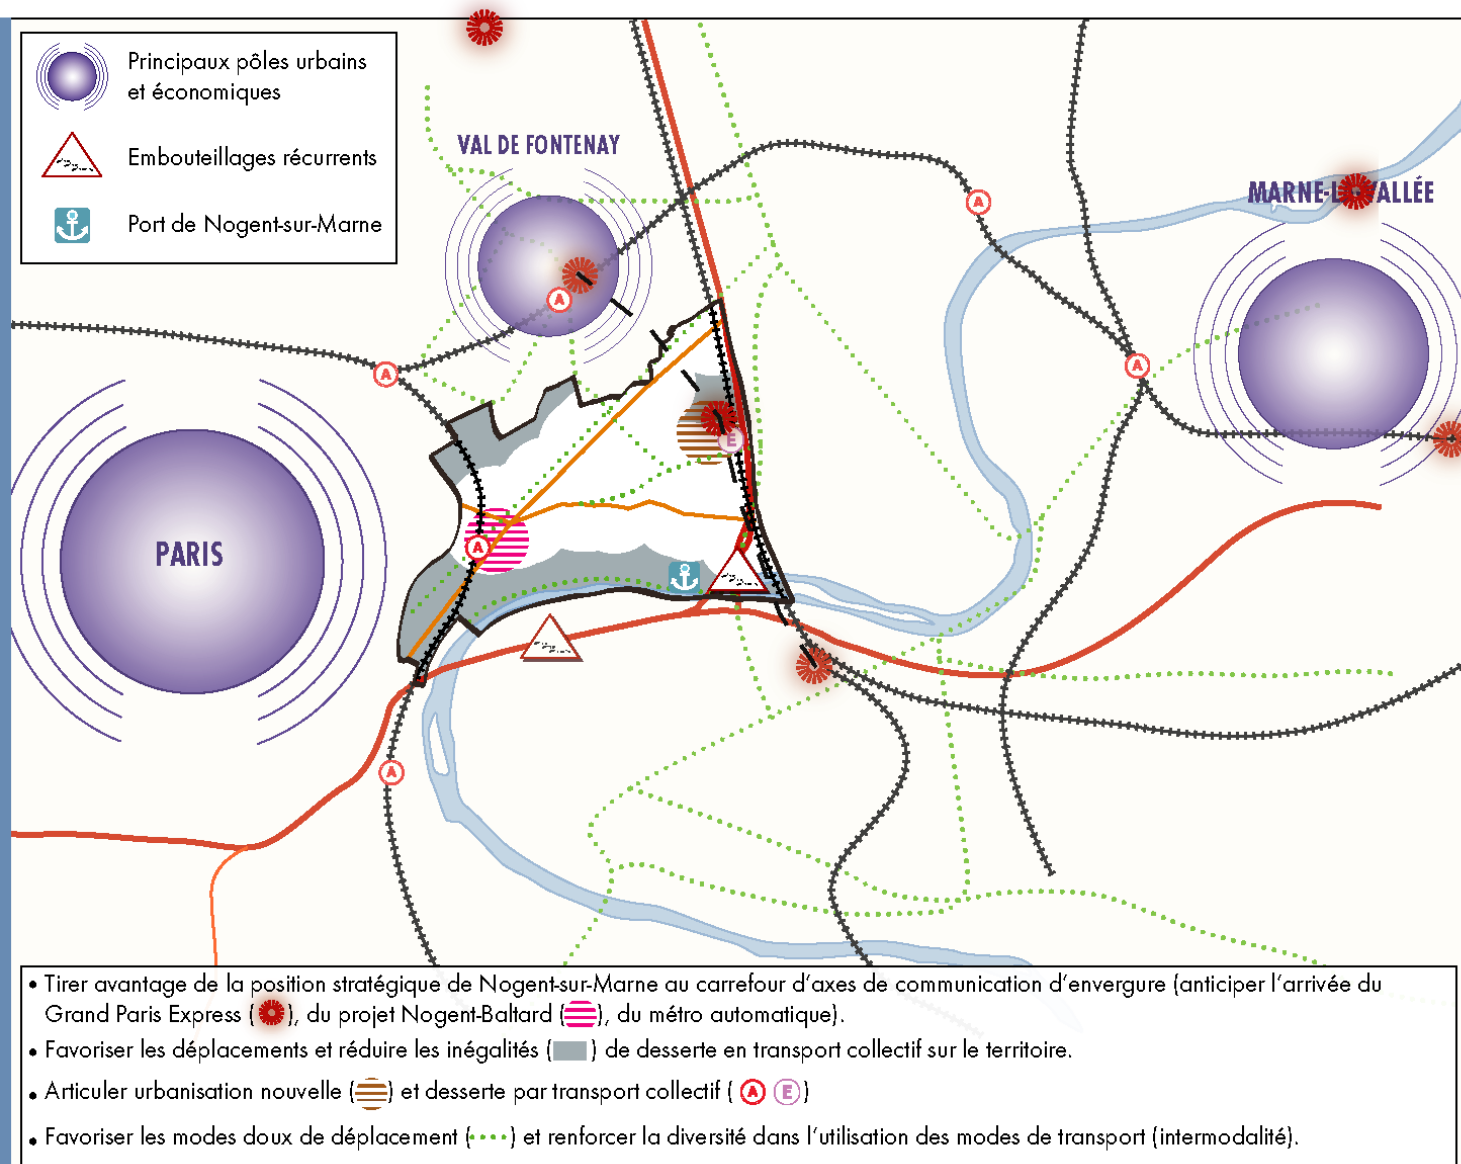 Principaux pôles urbains
et économiques
Embouteillages récurrents
Port de Nogent-sur-Marne
VAL DE FONTENAY
MARNE-LA-VALLÉE
A
A
A
A
E
PARIS
A
A
• Tirer avantage de la position stratégique de Nogent-sur-Marne au carrefour d'axes de communication d'envergure (anticiper l'arrivée du
Grand Paris Express ( ), du projet Nogent-Baltard ( ), du métro automatique).
• Favoriser les déplacements et réduire les inégalités ( ) de desserte en transport collectif sur le territoire.
• Articuler urbanisation nouvelle ( ) et desserte par transport collectif ( A E )
• Favoriser les modes doux de déplacement ( ) et renforcer la diversité dans l'utilisation des modes de transport (intermodalité).